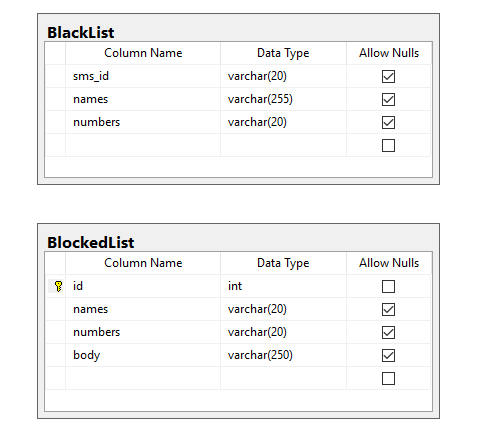 BlackList
Column Name Data Type Allow Nulls
sms_id varchar(20)
names varchar(255)
numbers varchar(20)
BlockedList
Column Name Data Type Allow Nulls
id int
names varchar(20)
numbers varchar(20)
body varchar(250)